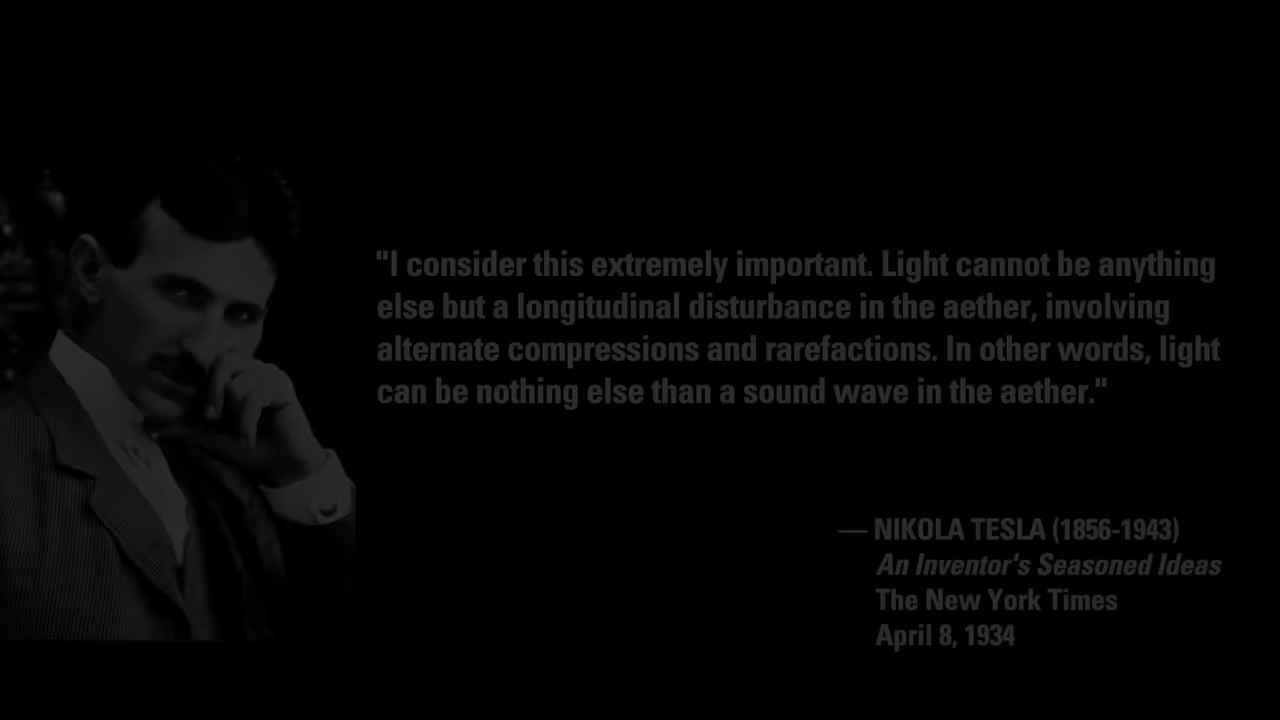 "I consider this extremely important. Light cannot be anything
else but a longitudinal disturbance in the aether, involving
alternate compressions and rarefactions. In other words, light
can be nothing else than a sound wave in the aether."
— NIKOLA TESLA (1856-1943)
An Inventor's Seasoned Ideas
The New York Times
April 8, 1934